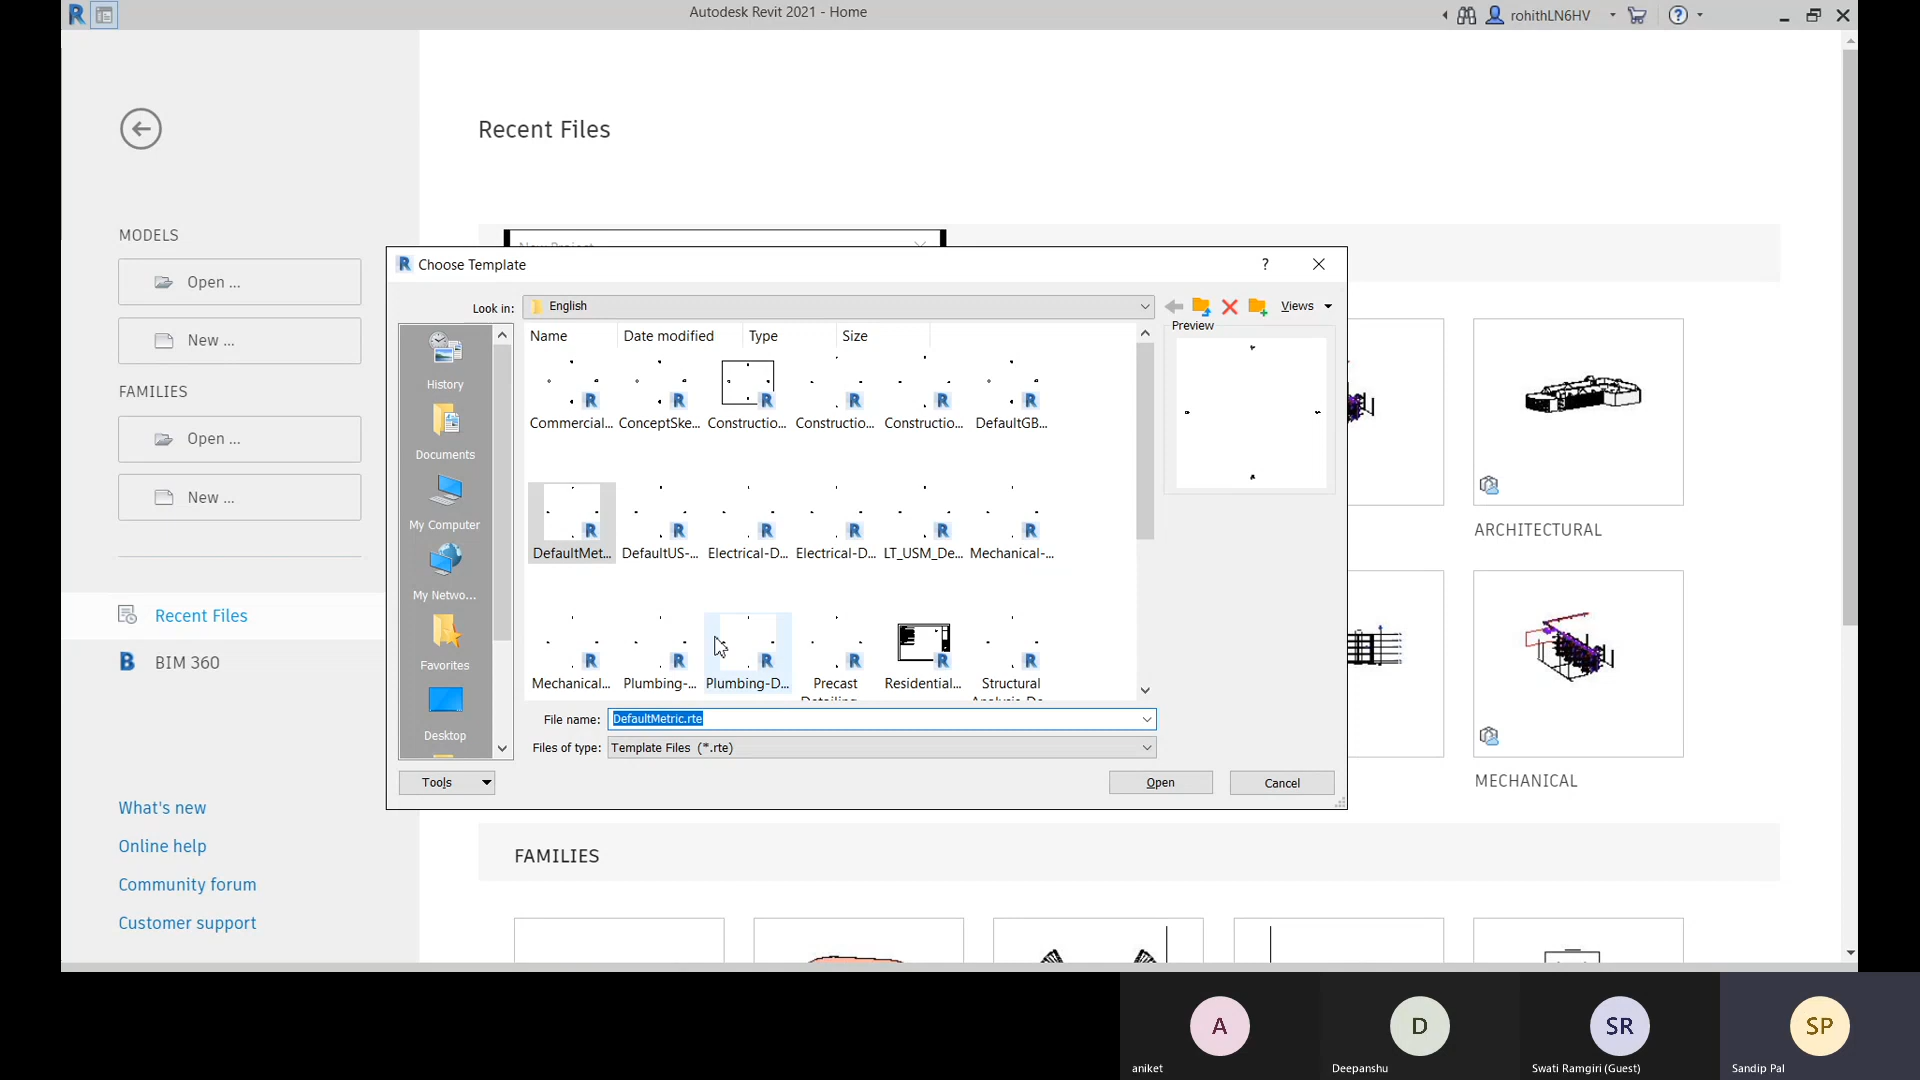 Autodesk Revit 2021 - Home
rohithLN6HV
Recent Files
MODELS
Open ...
New ...
FAMILIES
Open ...
New ...
Recent Files
BIM 360
What's new
Online help
Community forum
Customer support
New Project
Choose Template
Look in:
English
Views
Name
Date modified
Type
Size
Preview
History
Documents
My Computer
My Netwo...
Favorites
Desktop
Commercial...
ConceptSke...
Constructio...
Constructio...
Constructio...
DefaultGB...
DefaultMet...
DefaultUS-...
Electrical-D...
Electrical-D...
LT_USM_De...
Mechanical-...
Mechanical...
Plumbing-...
Plumbing-D...
Precast
Residential...
Structural
File name:
DefaultMetric.rte
Files of type:
Template Files (*.rte)
Tools
Open
Cancel
ARCHITECTURAL
MECHANICAL
FAMILIES
A
aniket
D
Deepanshu
SR
Swati Ramgiri (Guest)
SP
Sandip Pal